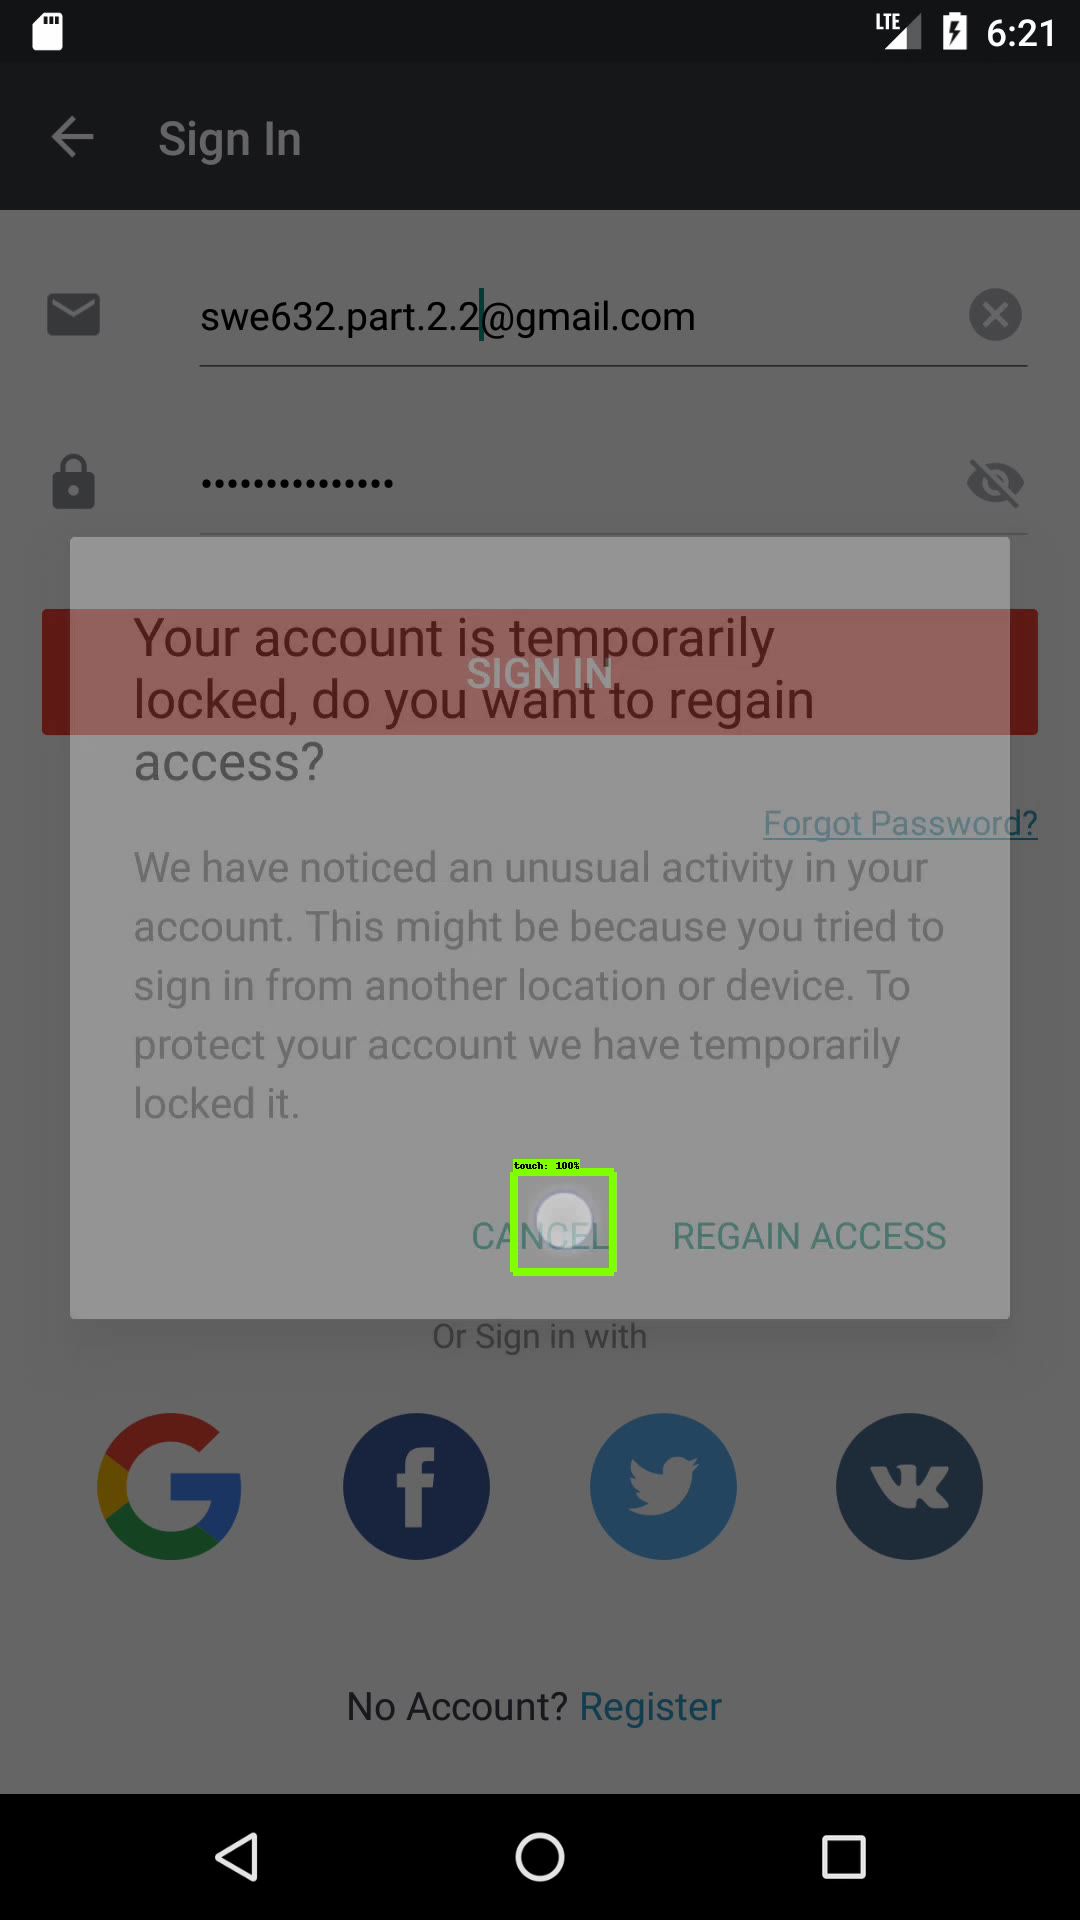 LTE 6:21
Sign In
swe632.part.2.2@gmail.com
•••••••••••••••
Your account is temporarily
SIGN IN
locked, do you want to regain
access?
Forgot Password?
We have noticed an unusual activity in your
account. This might be because you tried to
sign in from another location or device. To
protect your account we have temporarily
locked it.
touch: 100%
CANCEL REGAIN ACCESS
Or Sign in with
No Account? Register